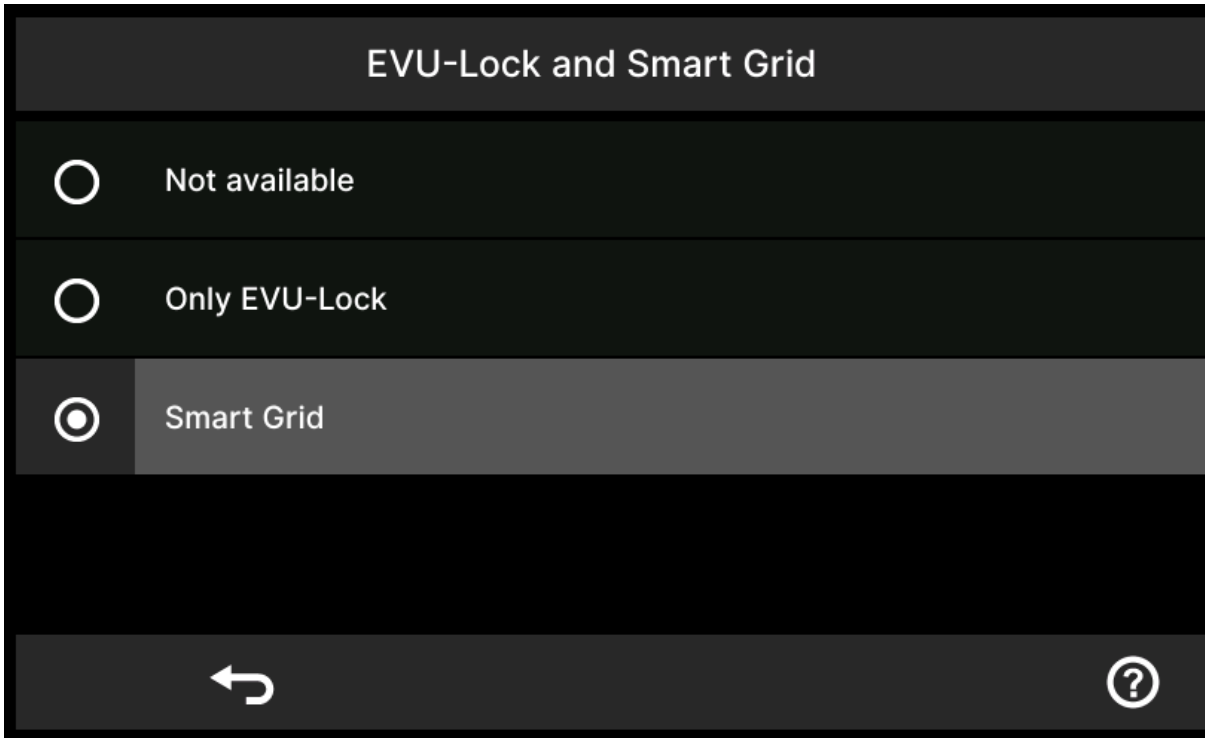 EVU-Lock and Smart Grid
Not available
Only EVU-Lock
Smart Grid
?